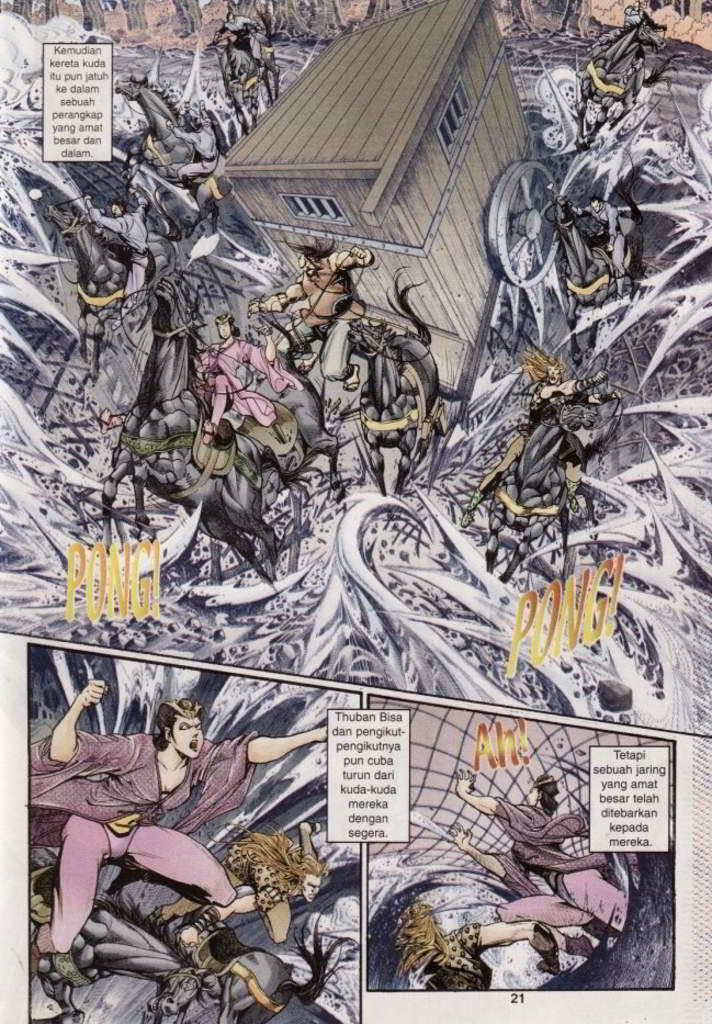 Kemudian
kereta kuda
itu pun jatuh
ke dalam
sebuah
perangkap
yang amat
besar dan
dalam.
PONG!
PONG!
Thuban Bisa
dan pengikut-
pengikutnya
pun cuba
turun dari
kuda-kuda
mereka
dengan
segera.
Ah!
Tetapi
sebuah jaring
yang amat
besar telah
ditebarkan
kepada
mereka.
21